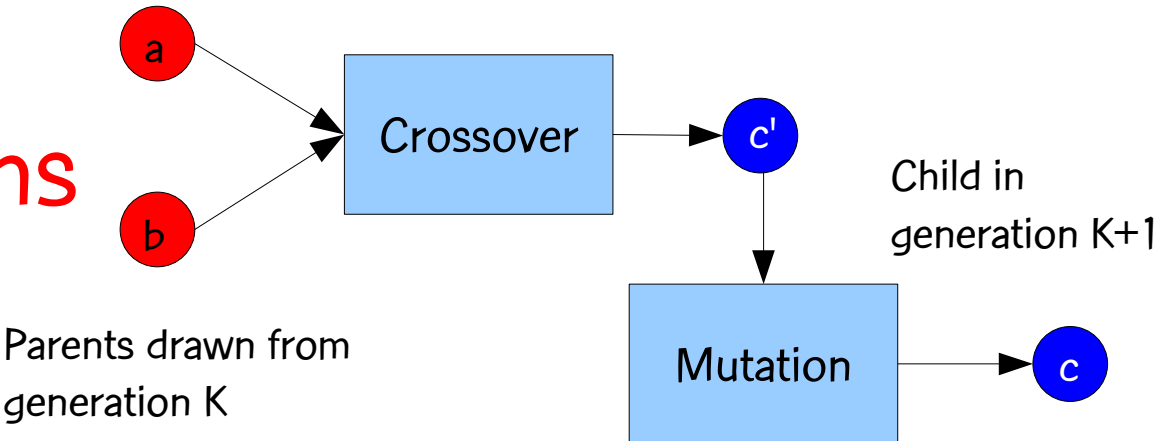 a
Crossover
c'
ns
b
Child in
generation K+1
Parents drawn from
generation K
Mutation
c